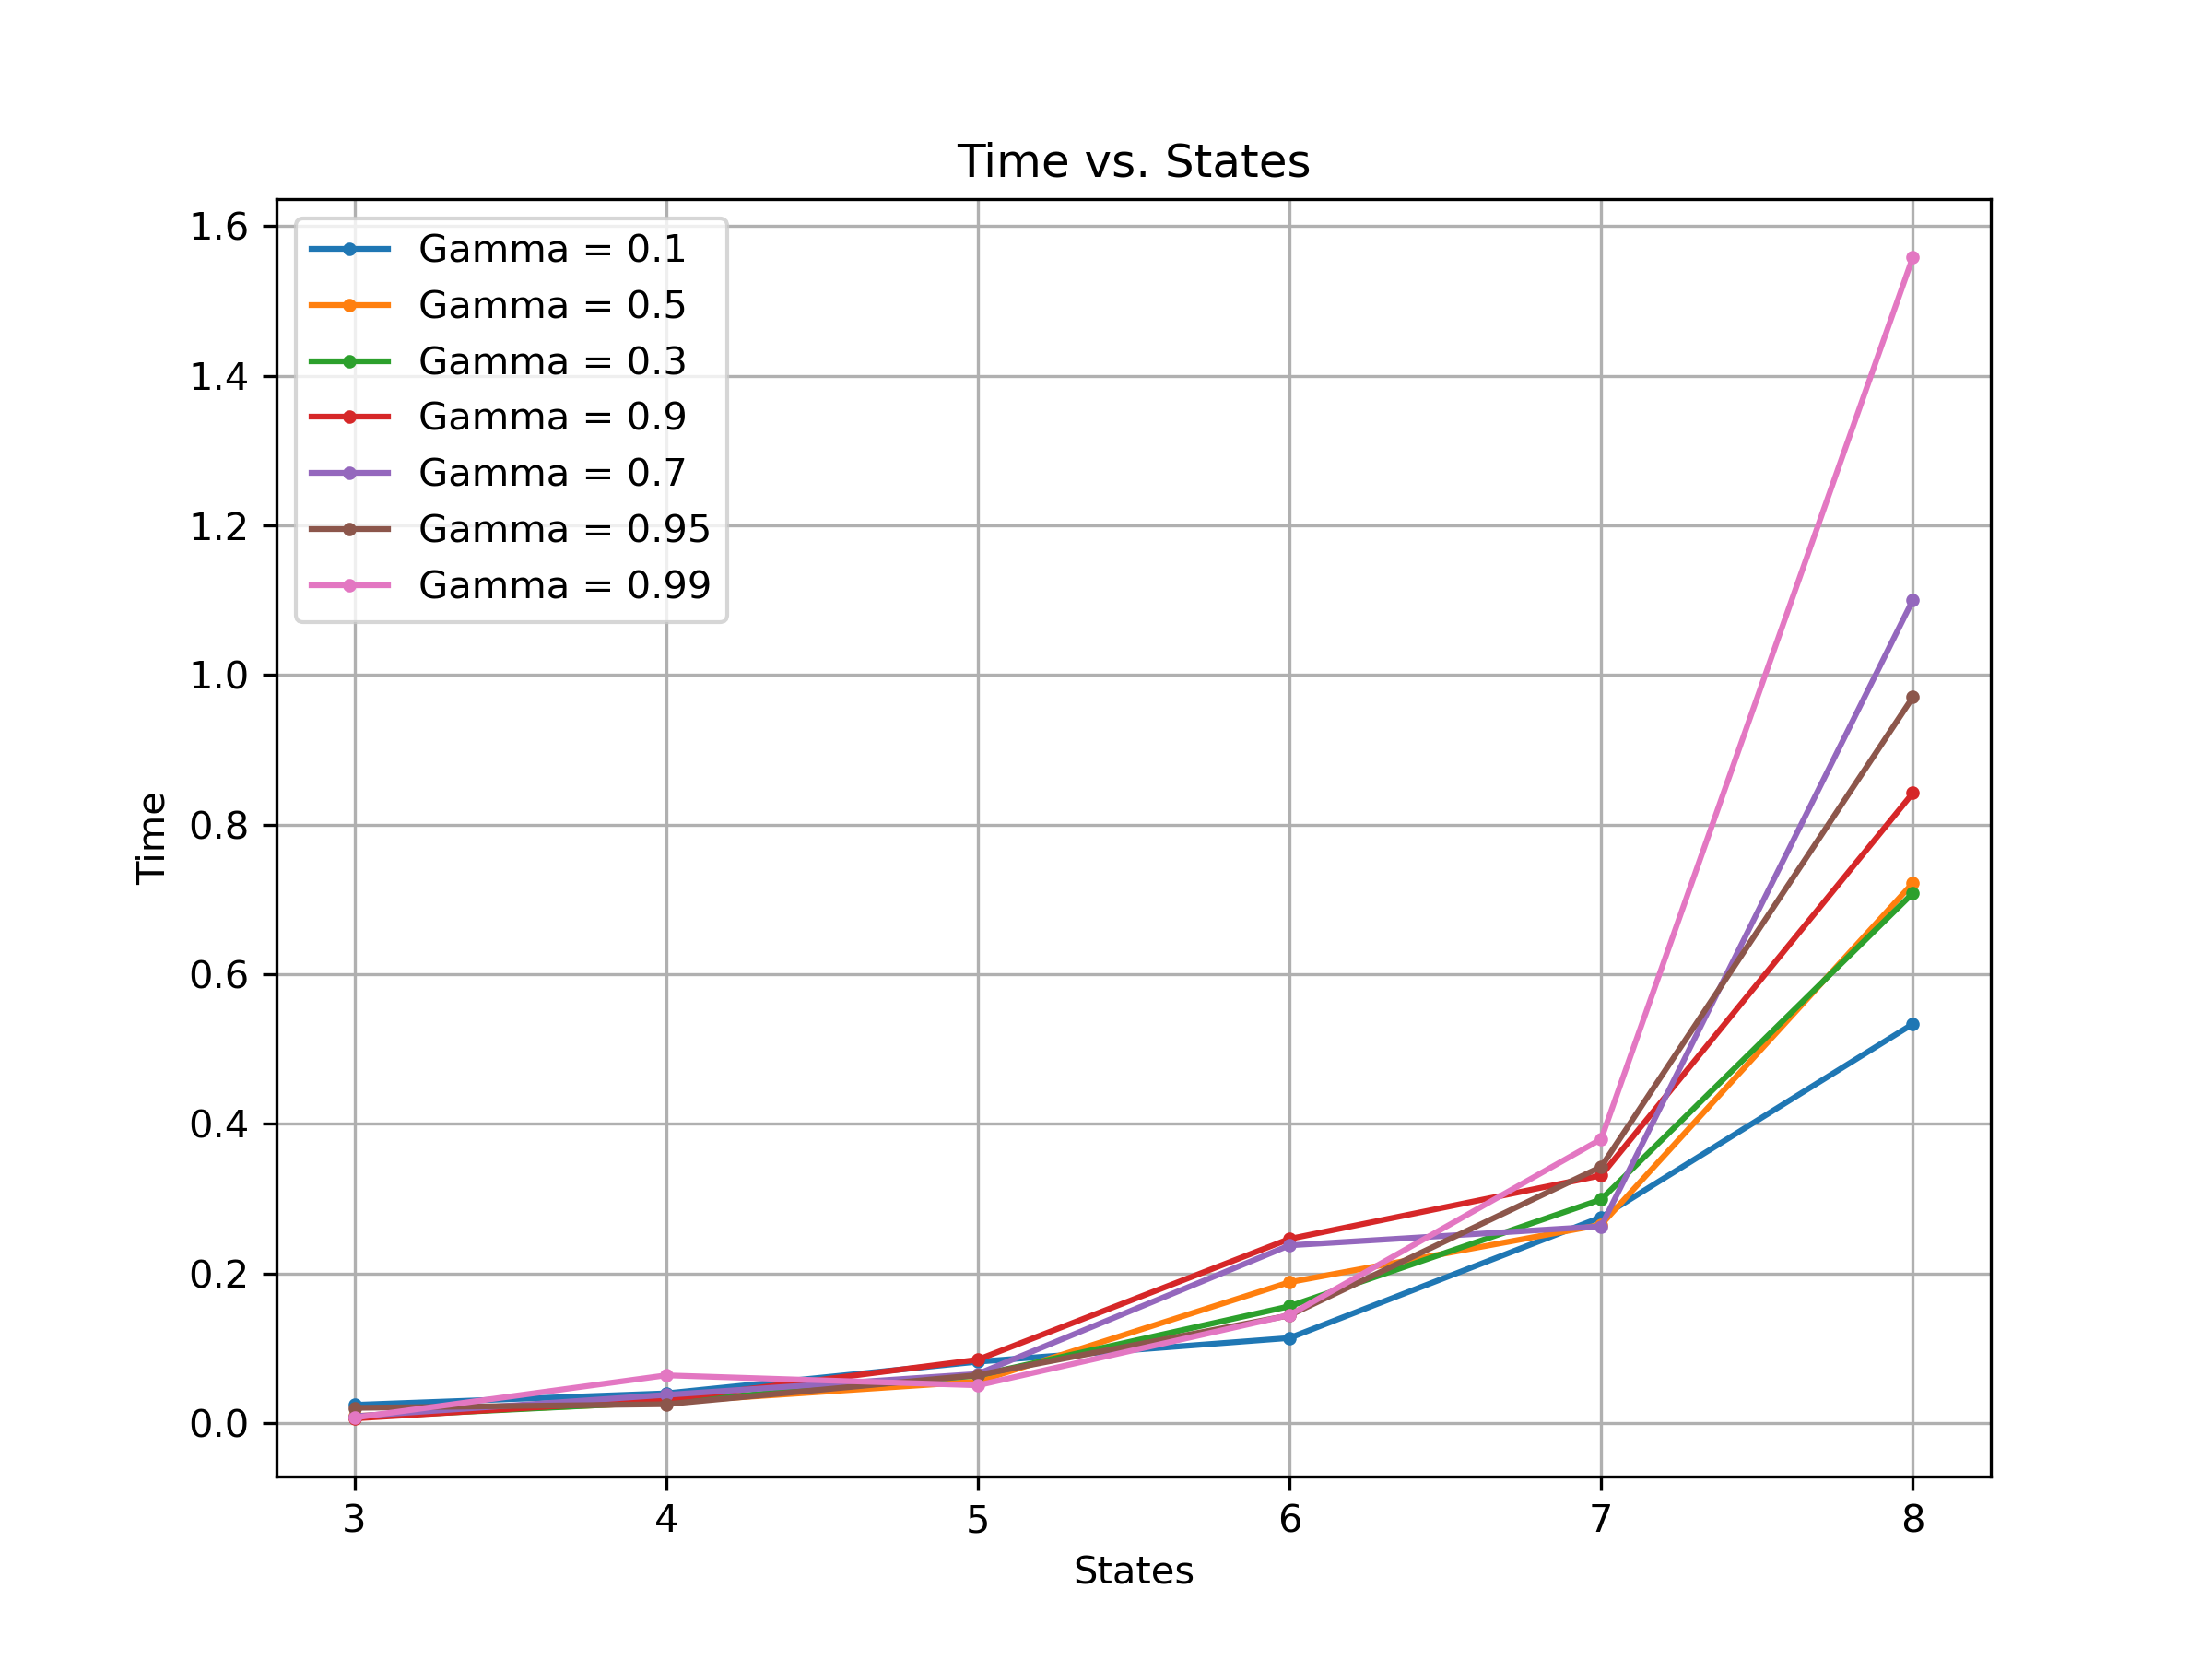 Time vs. States
1.6
1.4
1.2
1.0
0.8
0.6
0.4
0.2
0.0
Time
Gamma = 0.1
Gamma = 0.5
Gamma = 0.3
Gamma = 0.9
Gamma = 0.7
Gamma = 0.95
Gamma = 0.99
3 4 5 6 7 8
States